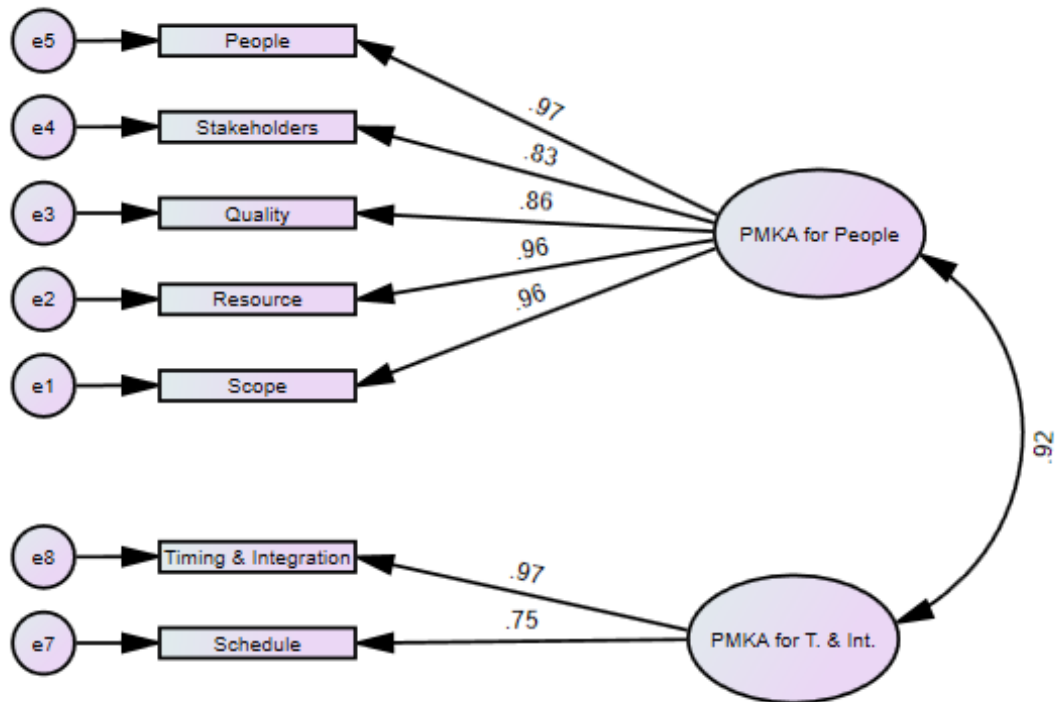 e5
People
.97
e4
Stakeholders
.83
e3
Quality
.86
PMKA for People
e2
Resource
.96
e1
Scope
.96
.92
e8
Timing & Integration
.97
e7
Schedule
.75
PMKA for T. & Int.